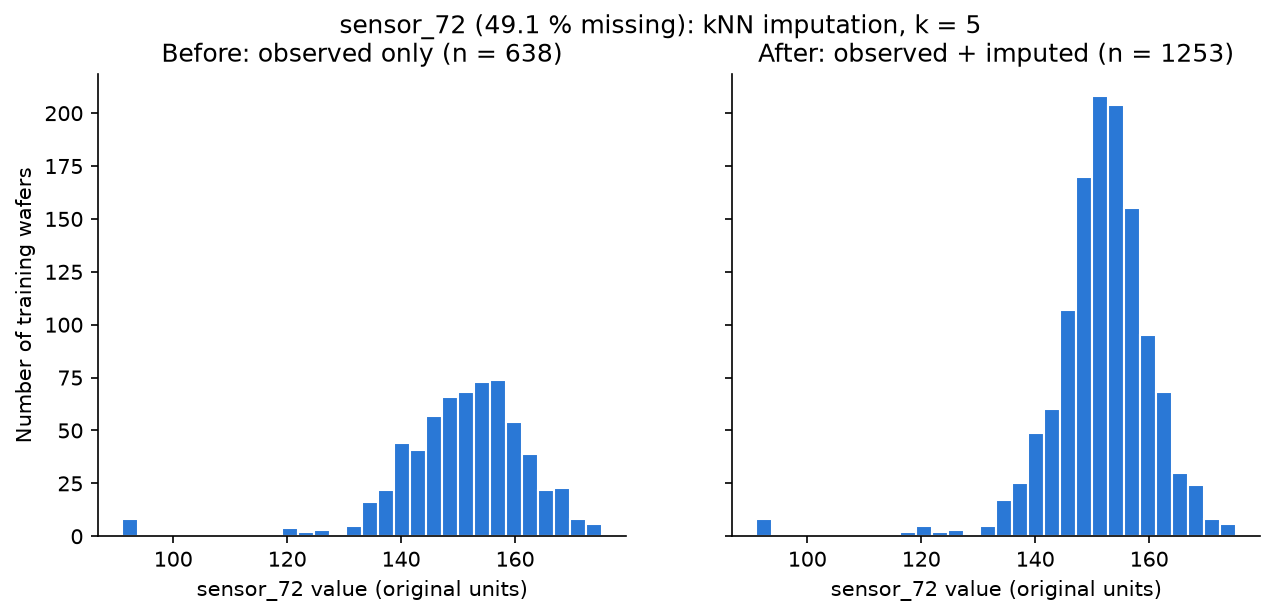 sensor_72 (49.1 % missing): kNN imputation, k = 5
Before: observed only (n = 638)
After: observed + imputed (n = 1253)
Number of training wafers
200
175
150
125
100
75
50
25
0
100
120
140
160
100
120
140
160
sensor_72 value (original units)
sensor_72 value (original units)